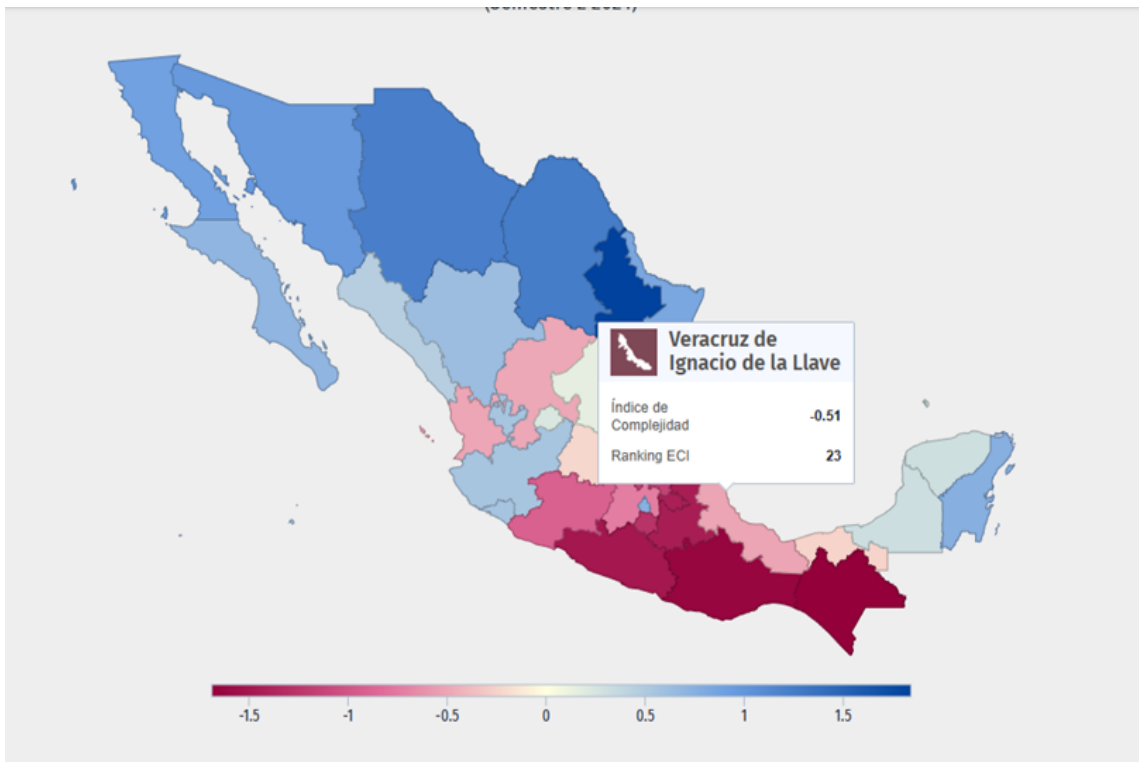 Veracruz de
Ignacio de la Llave
Índice de
Complejidad
-0.51
Ranking ECI
23
-1.5
-1
-0.5
0
0.5
1
1.5